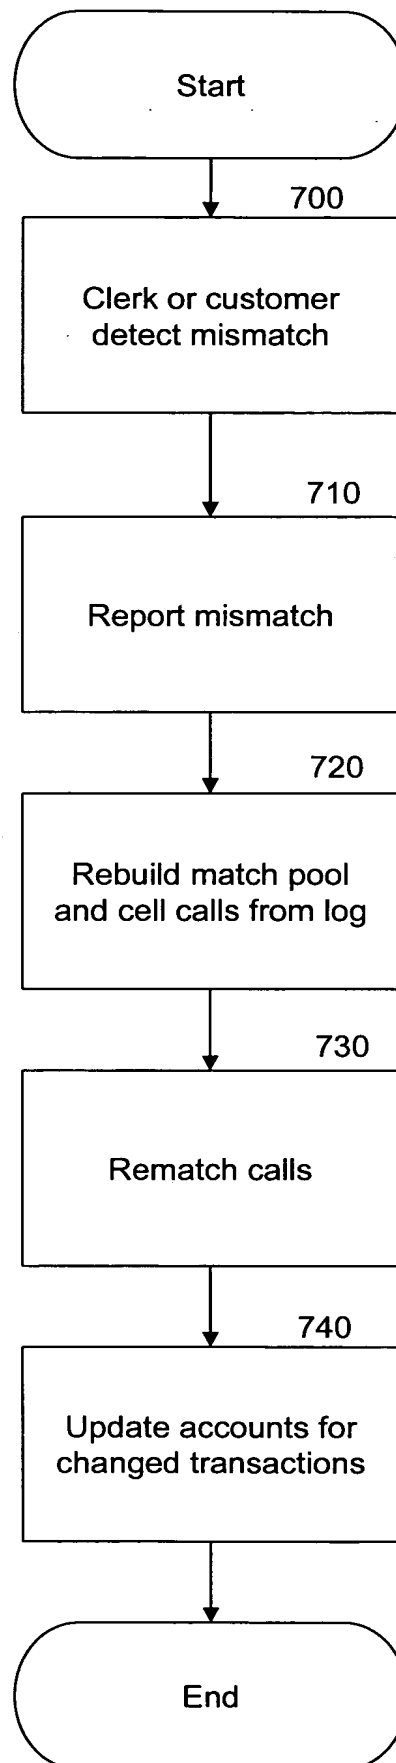 Start
700
Clerk or customer
detect mismatch
710
Report mismatch
720
Rebuild match pool
and cell calls from log
730
Rematch calls
740
Update accounts for
changed transactions
End